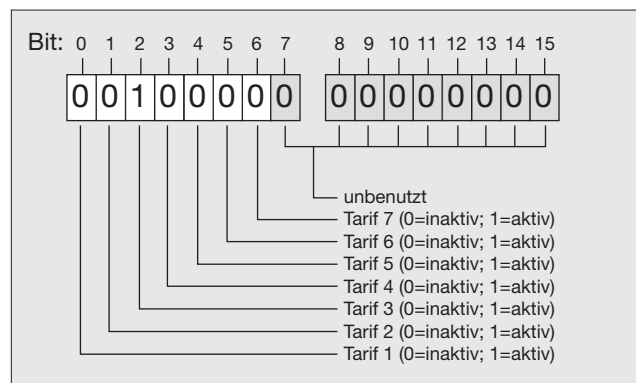 Bit: 0 1 2 3 4 5 6 7 8 9 10 11 12 13 14 15
0 0 1 0 0 0 0 0 0 0 0 0 0 0 0 0
unbenutzt
Tarif 7 (0=inaktiv; 1=aktiv)
Tarif 6 (0=inaktiv; 1=aktiv)
Tarif 5 (0=inaktiv; 1=aktiv)
Tarif 4 (0=inaktiv; 1=aktiv)
Tarif 3 (0=inaktiv; 1=aktiv)
Tarif 2 (0=inaktiv; 1=aktiv)
Tarif 1 (0=inaktiv; 1=aktiv)